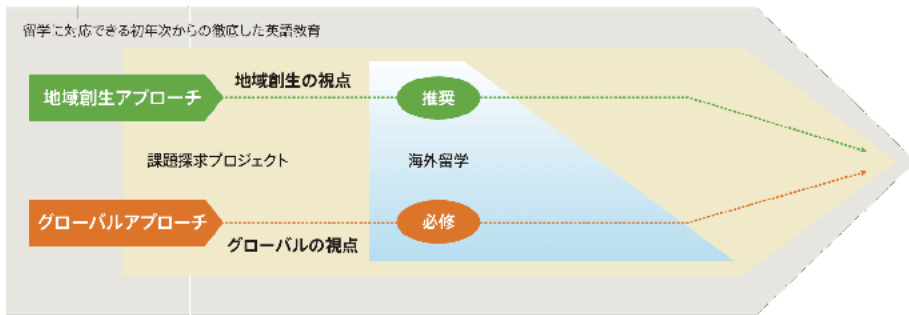 留学に対応できる初年次からの徹底した英語教育
地域創生の視点
地域創生アプローチ
推奨
課題探求プロジェクト
海外留学
グローバルアプローチ
必修
グローバルの視点